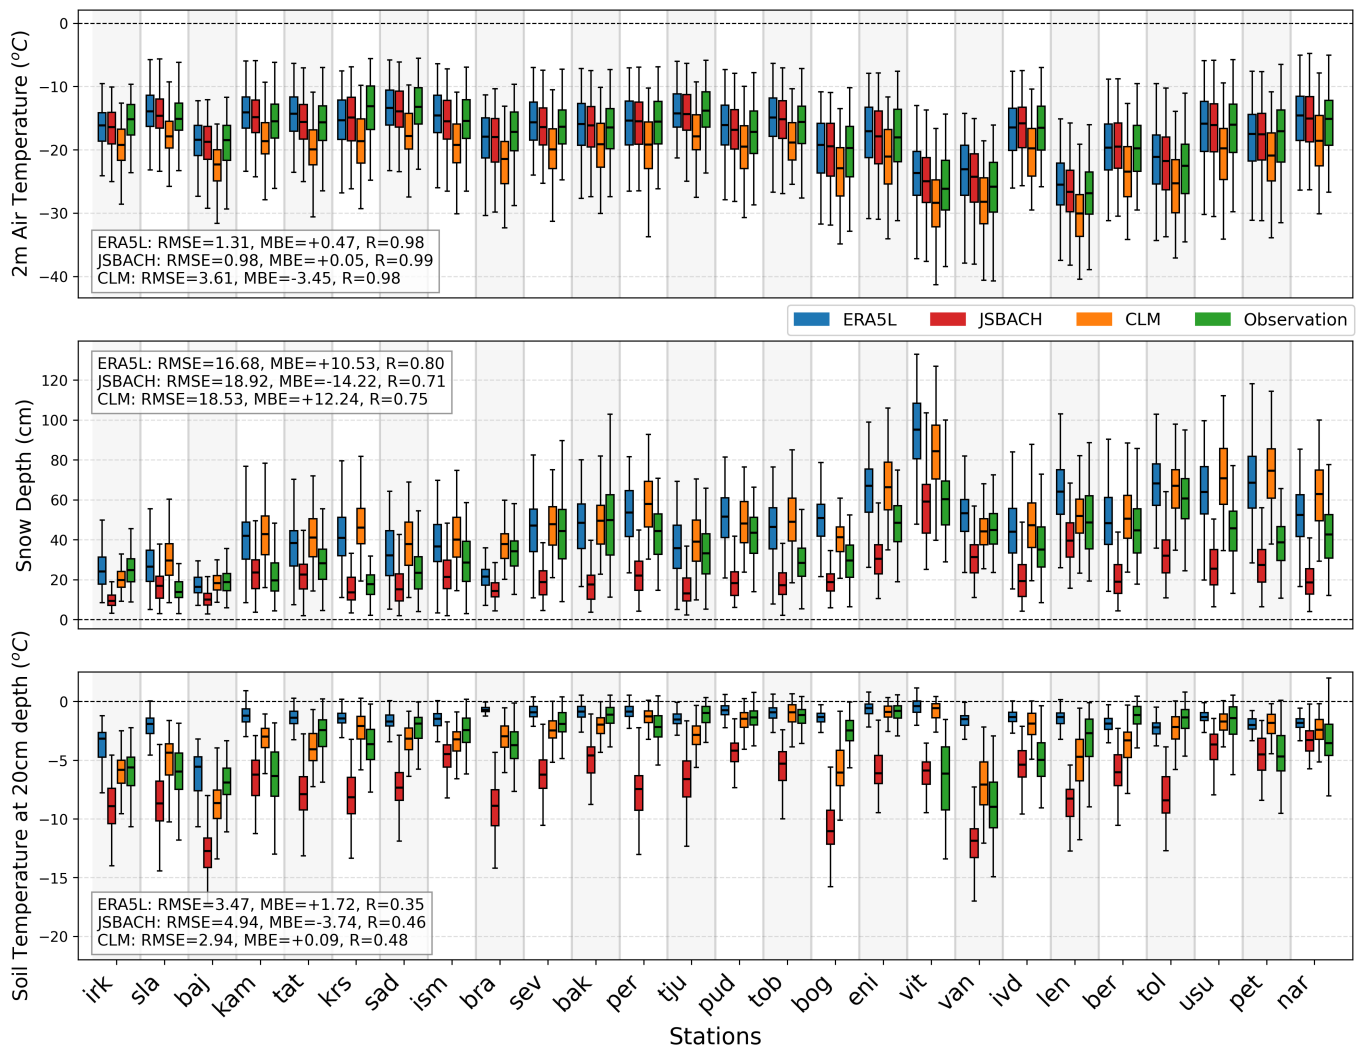 2m Air Temperature (°C)
0
−10
−20
−30
−40
ERA5L: RMSE=1.31, MBE=+0.47, R=0.98
JSBACH: RMSE=0.98, MBE=+0.05, R=0.99
CLM: RMSE=3.61, MBE=-3.45, R=0.98
ERA5L JSBACH CLM Observation
Snow Depth (cm)
120
100
80
60
40
20
0
ERA5L: RMSE=16.68, MBE=+10.53, R=0.80
JSBACH: RMSE=18.92, MBE=-14.22, R=0.71
CLM: RMSE=18.53, MBE=+12.24, R=0.75
Soil Temperature at 20cm depth (°C)
0
−5
−10
−15
−20
ERA5L: RMSE=3.47, MBE=+1.72, R=0.35
JSBACH: RMSE=4.94, MBE=-3.74, R=0.46
CLM: RMSE=2.94, MBE=+0.09, R=0.48
irk sla baj kam tat krs sad ism bra sev bak per tju pud tob bog eni vit van ivd len ber tol usu pet nar
Stations